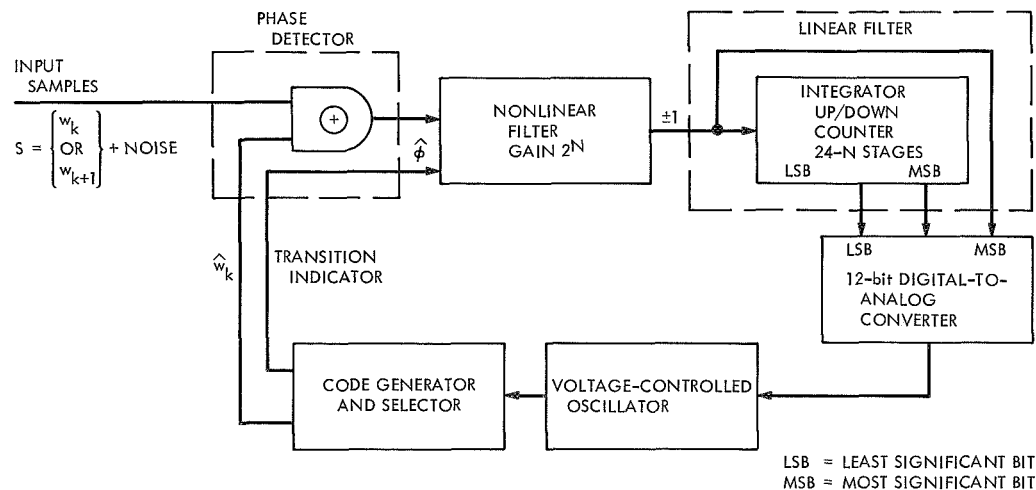 PHASE
DETECTOR
LINEAR FILTER
INPUT
SAMPLES
S = { w_k
OR
w_{k+1} } + NOISE
⊕
φ̂
NONLINEAR
FILTER
GAIN 2^N
±1
INTEGRATOR
UP/DOWN
COUNTER
24-N STAGES
LSB MSB
ŵ_k
TRANSITION
INDICATOR
LSB MSB
12-bit DIGITAL-TO-
ANALOG
CONVERTER
CODE GENERATOR
AND SELECTOR
VOLTAGE-CONTROLLED
OSCILLATOR
LSB = LEAST SIGNIFICANT BIT
MSB = MOST SIGNIFICANT BIT